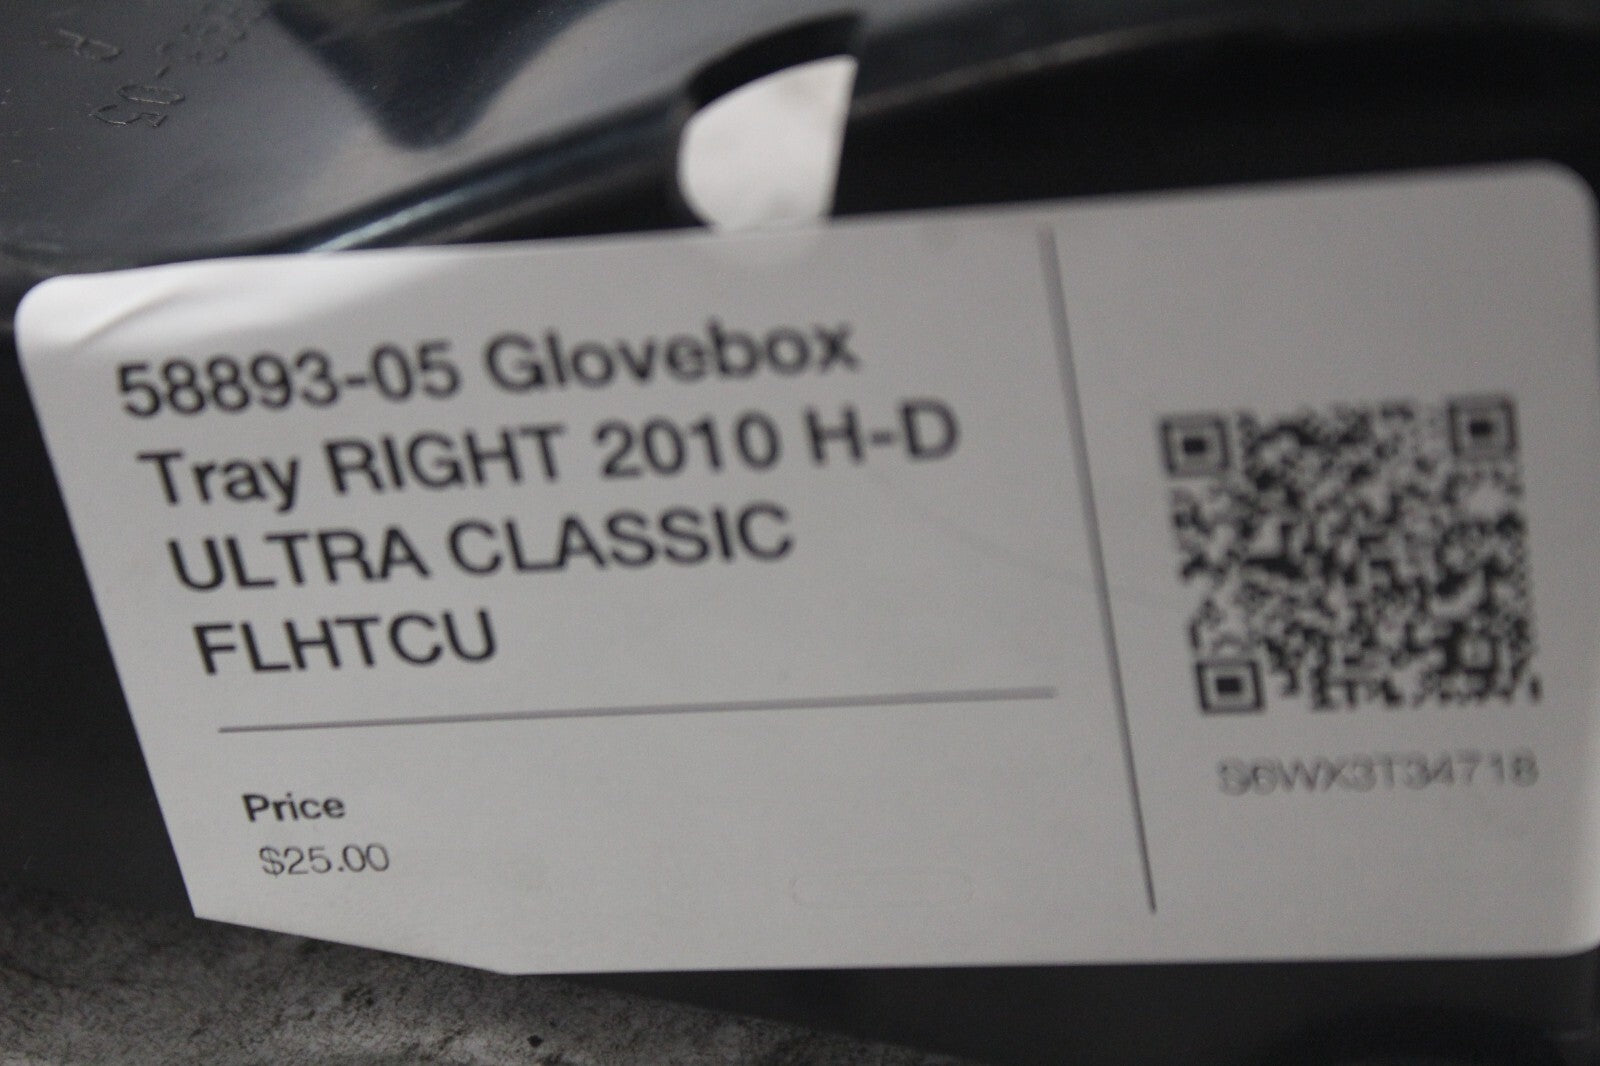 58893-05 Glovebox
Tray RIGHT 2010 H-D
ULTRA CLASSIC
FLHTCU
Price
$25.00
S6WX3T34718